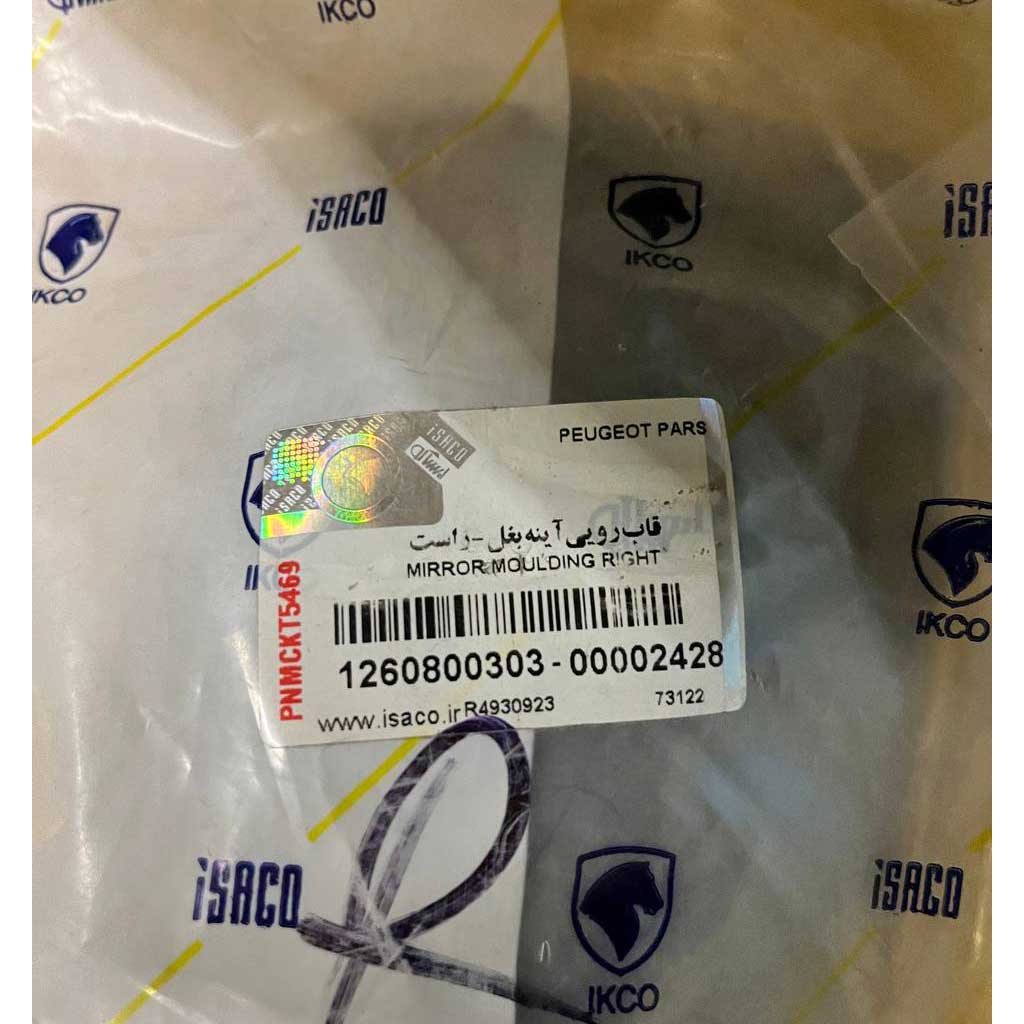 IKCO
iSACO
IKCO
IKCO
iSACO
PEUGEOT PARS
iSACO
ایساکو
قاب رویی آینه بغل-راست
MIRROR MOULDING RIGHT
PNMCKT5469
1260800303-00002428
www.isaco.ir R4930923
73122
IKCO
R
iSACO
iSACO
IKCO